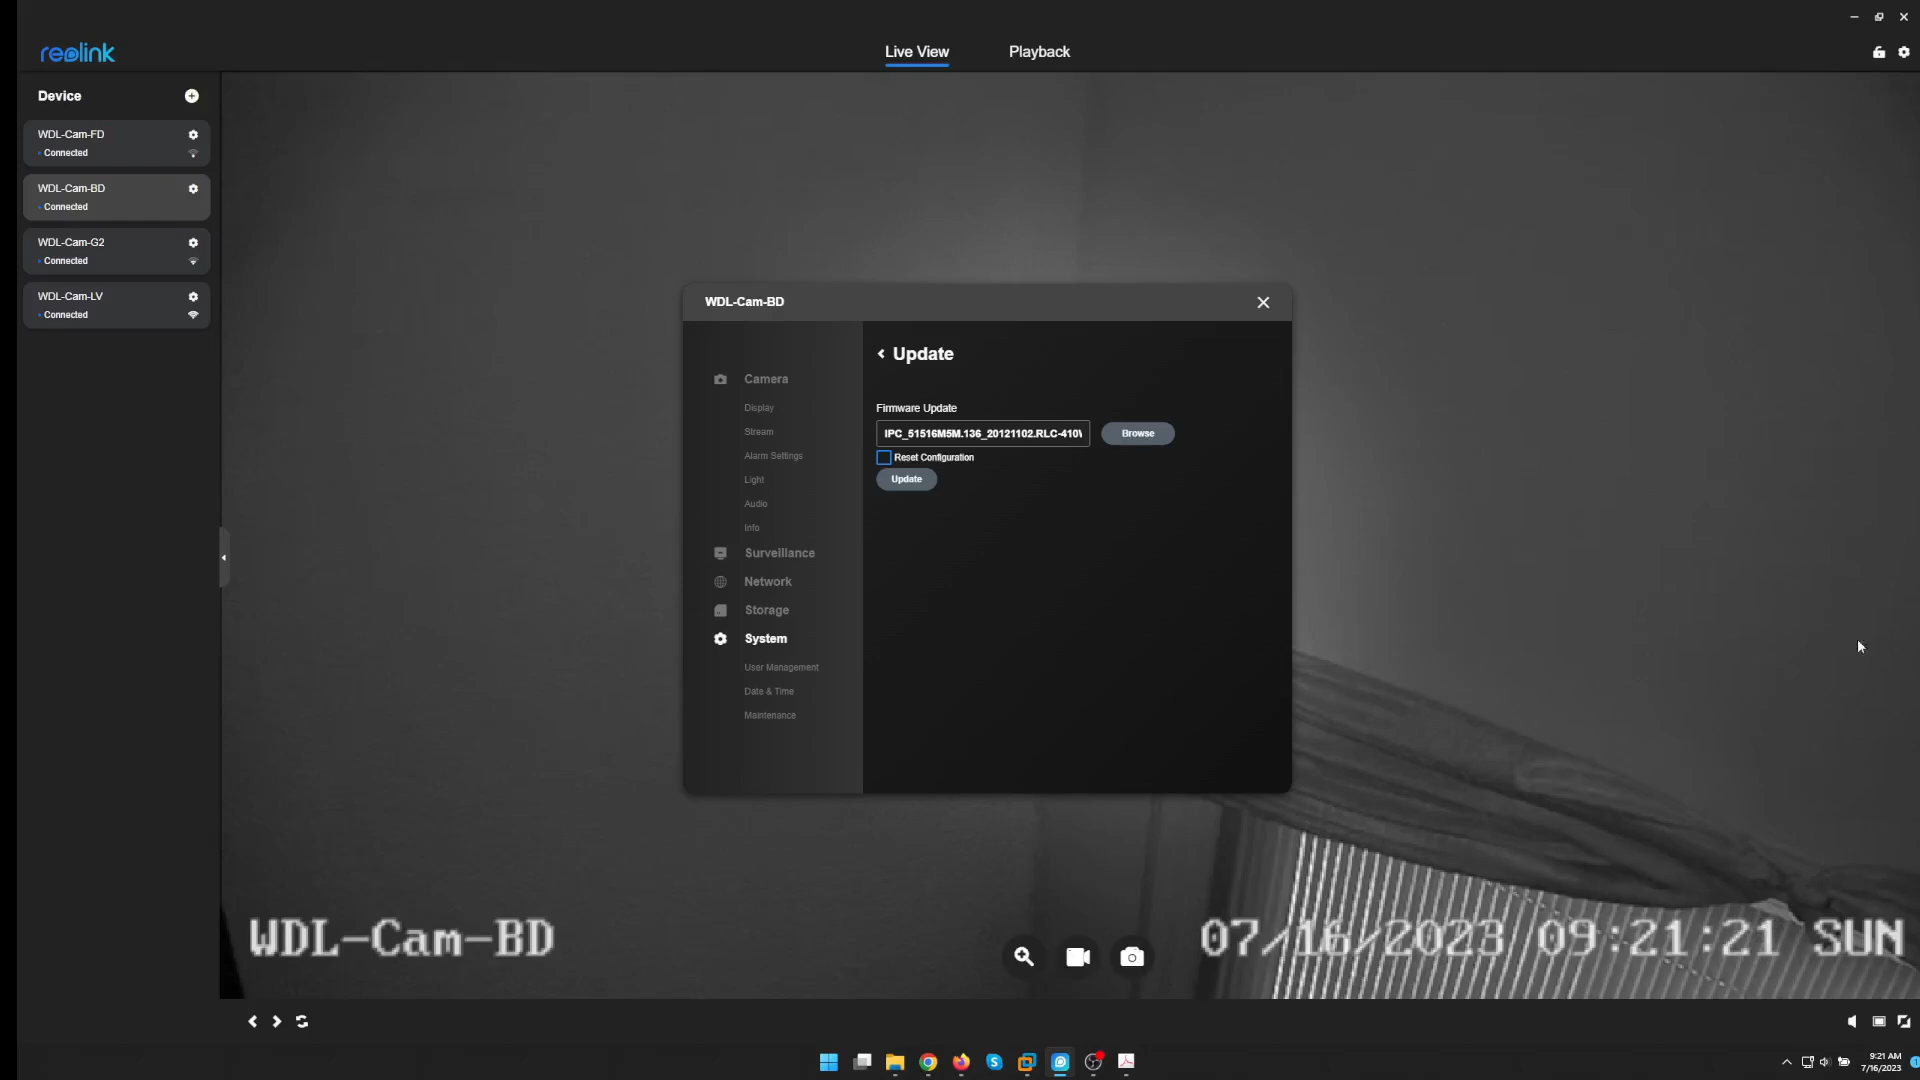 reolink
Live View
Playback
Device
WDL-Cam-FD
Connected
WDL-Cam-BD
Connected
WDL-Cam-G2
Connected
WDL-Cam-LV
Connected
WDL-Cam-BD
Camera
Display
Stream
Alarm Settings
Light
Audio
Info
Surveillance
Network
Storage
System
User Management
Date & Time
Maintenance
Update
Firmware Update
IPC_51516M5M.136_20121102.RLC-410
Browse
Reset Configuration
Update
WDL-Cam-BD
07/16/2023 09:21:21 SUN
9:21 AM
7/16/2023